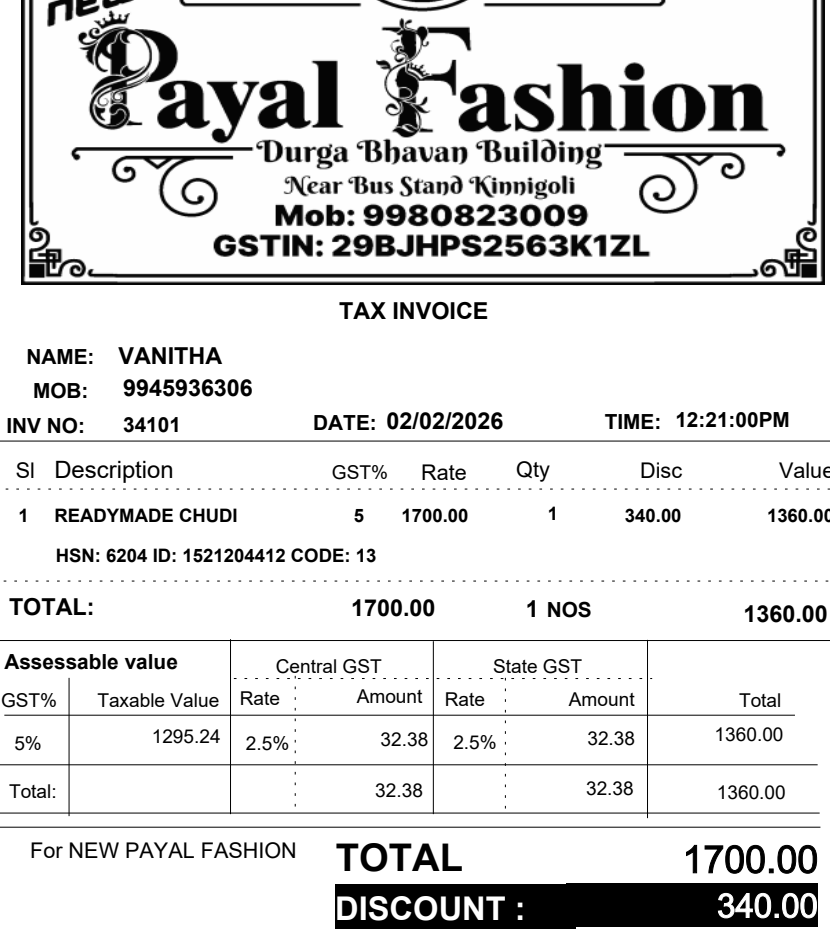 new
Payal Fashion
Durga Bhavan Building
Near Bus Stand Kinnigoli
Mob: 9980823009
GSTIN: 29BJHPS2563K1ZL
TAX INVOICE
NAME: VANITHA
MOB: 9945936306
INV NO: 34101 DATE: 02/02/2026 TIME: 12:21:00PM
Sl Description GST% Rate Qty Disc Value
1 READYMADE CHUDI 5 1700.00 1 340.00 1360.00
HSN: 6204 ID: 1521204412 CODE: 13
TOTAL: 1700.00 1 NOS 1360.00
Assessable value Central GST State GST
GST% Taxable Value Rate Amount Rate Amount Total
5% 1295.24 2.5% 32.38 2.5% 32.38 1360.00
Total: 32.38 32.38 1360.00
For NEW PAYAL FASHION TOTAL 1700.00
DISCOUNT : 340.00